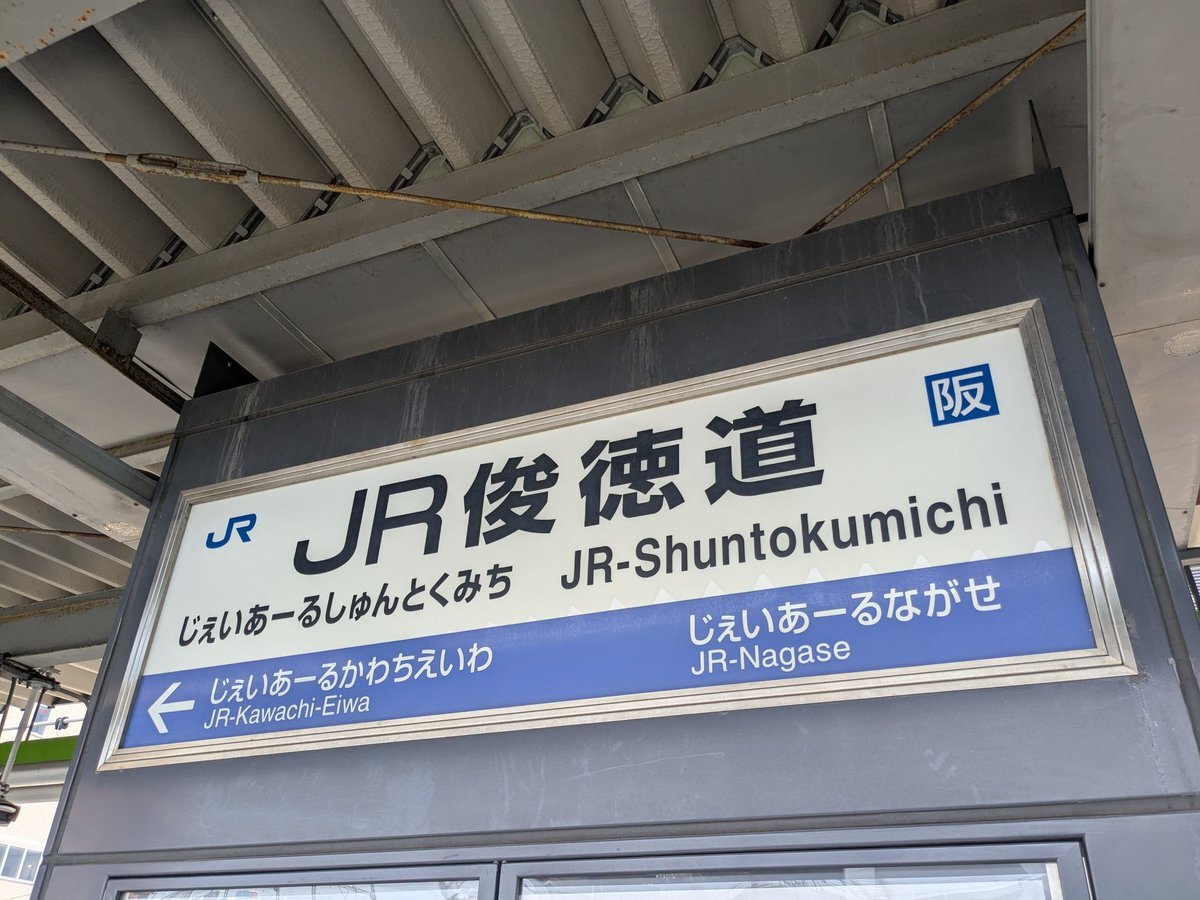 阪
JR
JR俊徳道
じぇいあーるしゅんとくみち JR-Shuntokumichi
← じぇいあーるかわちえいわ
JR-Kawachi-Eiwa
じぇいあーるながせ
JR-Nagase